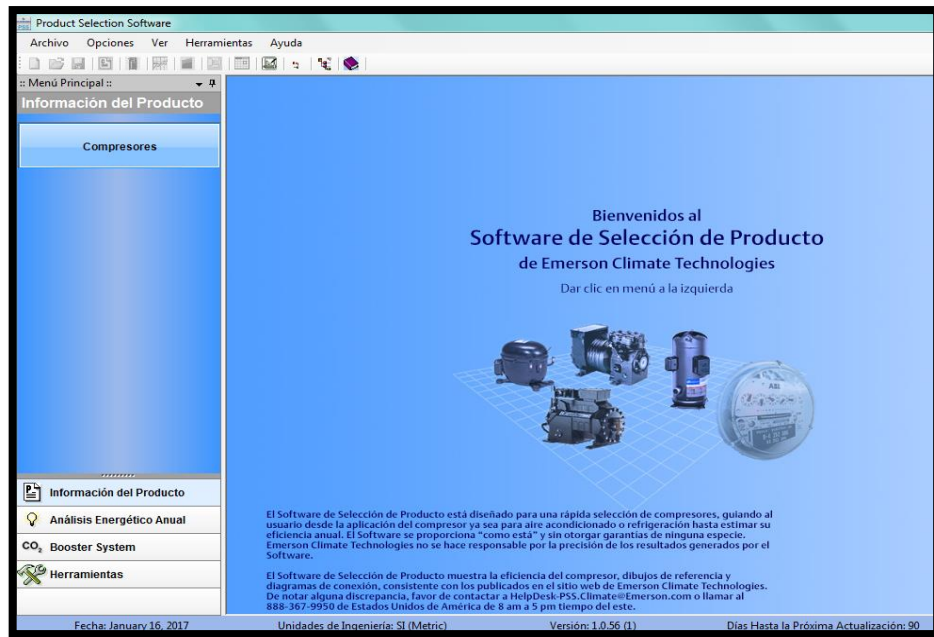 Product Selection Software
Archivo Opciones Ver Herramientas Ayuda
:: Menú Principal ::
Información del Producto
Compresores
Bienvenidos al
Software de Selección de Producto
de Emerson Climate Technologies
Dar clic en menú a la izquierda
ABI
Información del Producto
Análisis Energético Anual
CO₂ Booster System
Herramientas
El Software de Selección de Producto está diseñado para una rápida selección de compresores, guiando al
usuario desde la aplicación del compresor ya sea para aire acondicionado o refrigeración hasta estimar su
eficiencia anual. El Software se proporciona “como está” y sin otorgar garantías de ninguna especie.
Emerson Climate Technologies no se hace responsable por la precisión de los resultados generados por el
Software.
El Software de Selección de Producto muestra la eficiencia del compresor, dibujos de referencia y
diagramas de conexión, consistente con los publicados en el sitio web de Emerson Climate Technologies.
De notar alguna discrepancia, favor de contactar a HelpDesk-PSS.Climate@Emerson.com o llamar al
888-367-9950 de Estados Unidos de América de 8 am a 5 pm tiempo del este.
Fecha: January 16, 2017 Unidades de Ingeniería: SI (Metric) Versión: 1.0.56 (1) Días Hasta la Próxima Actualización: 90